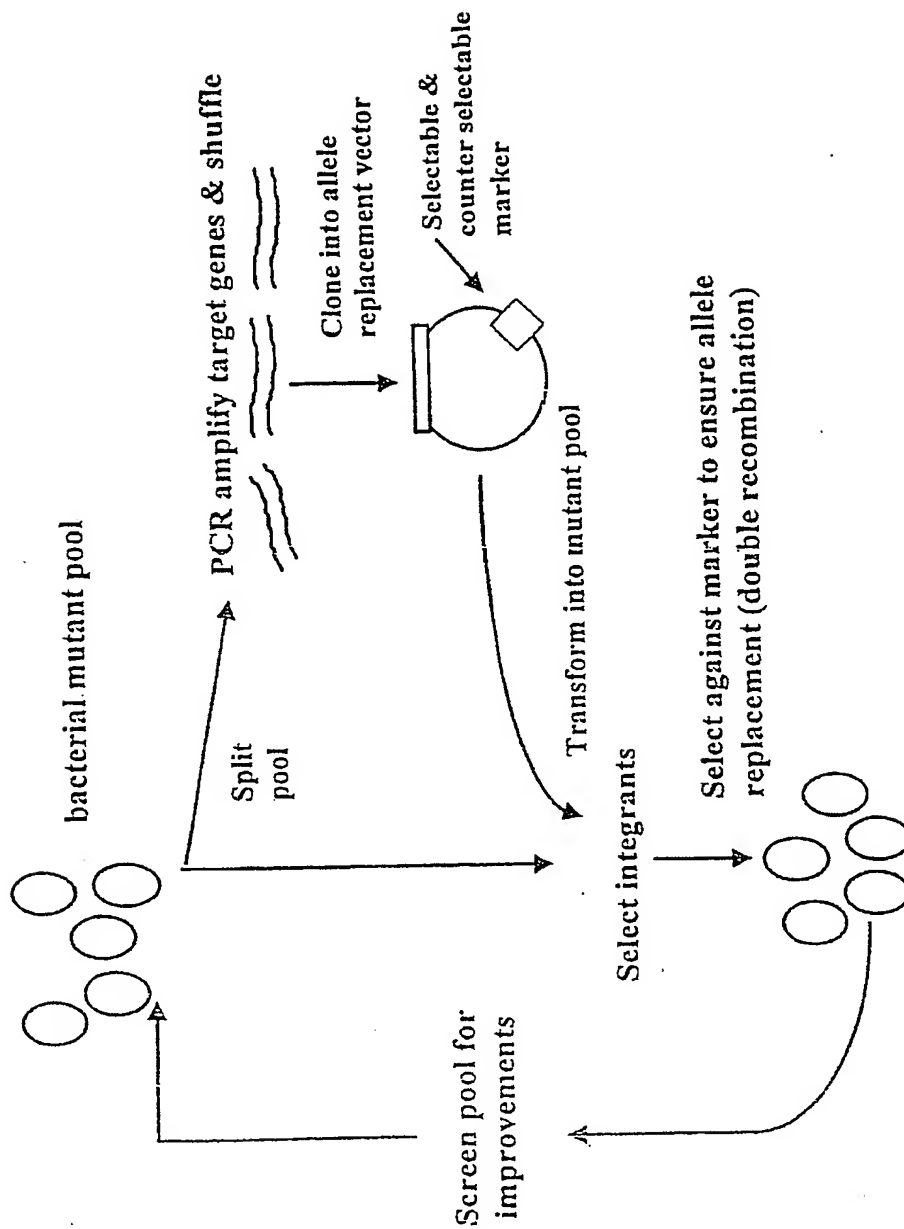 bacterial mutant pool
Split
pool
PCR amplify target genes & shuffle
Clone into allele
replacement vector
Selectable &
counter selectable
marker
Transform into mutant pool
Select integrants
Select against marker to ensure allele
replacement (double recombination)
Screen pool for
improvements